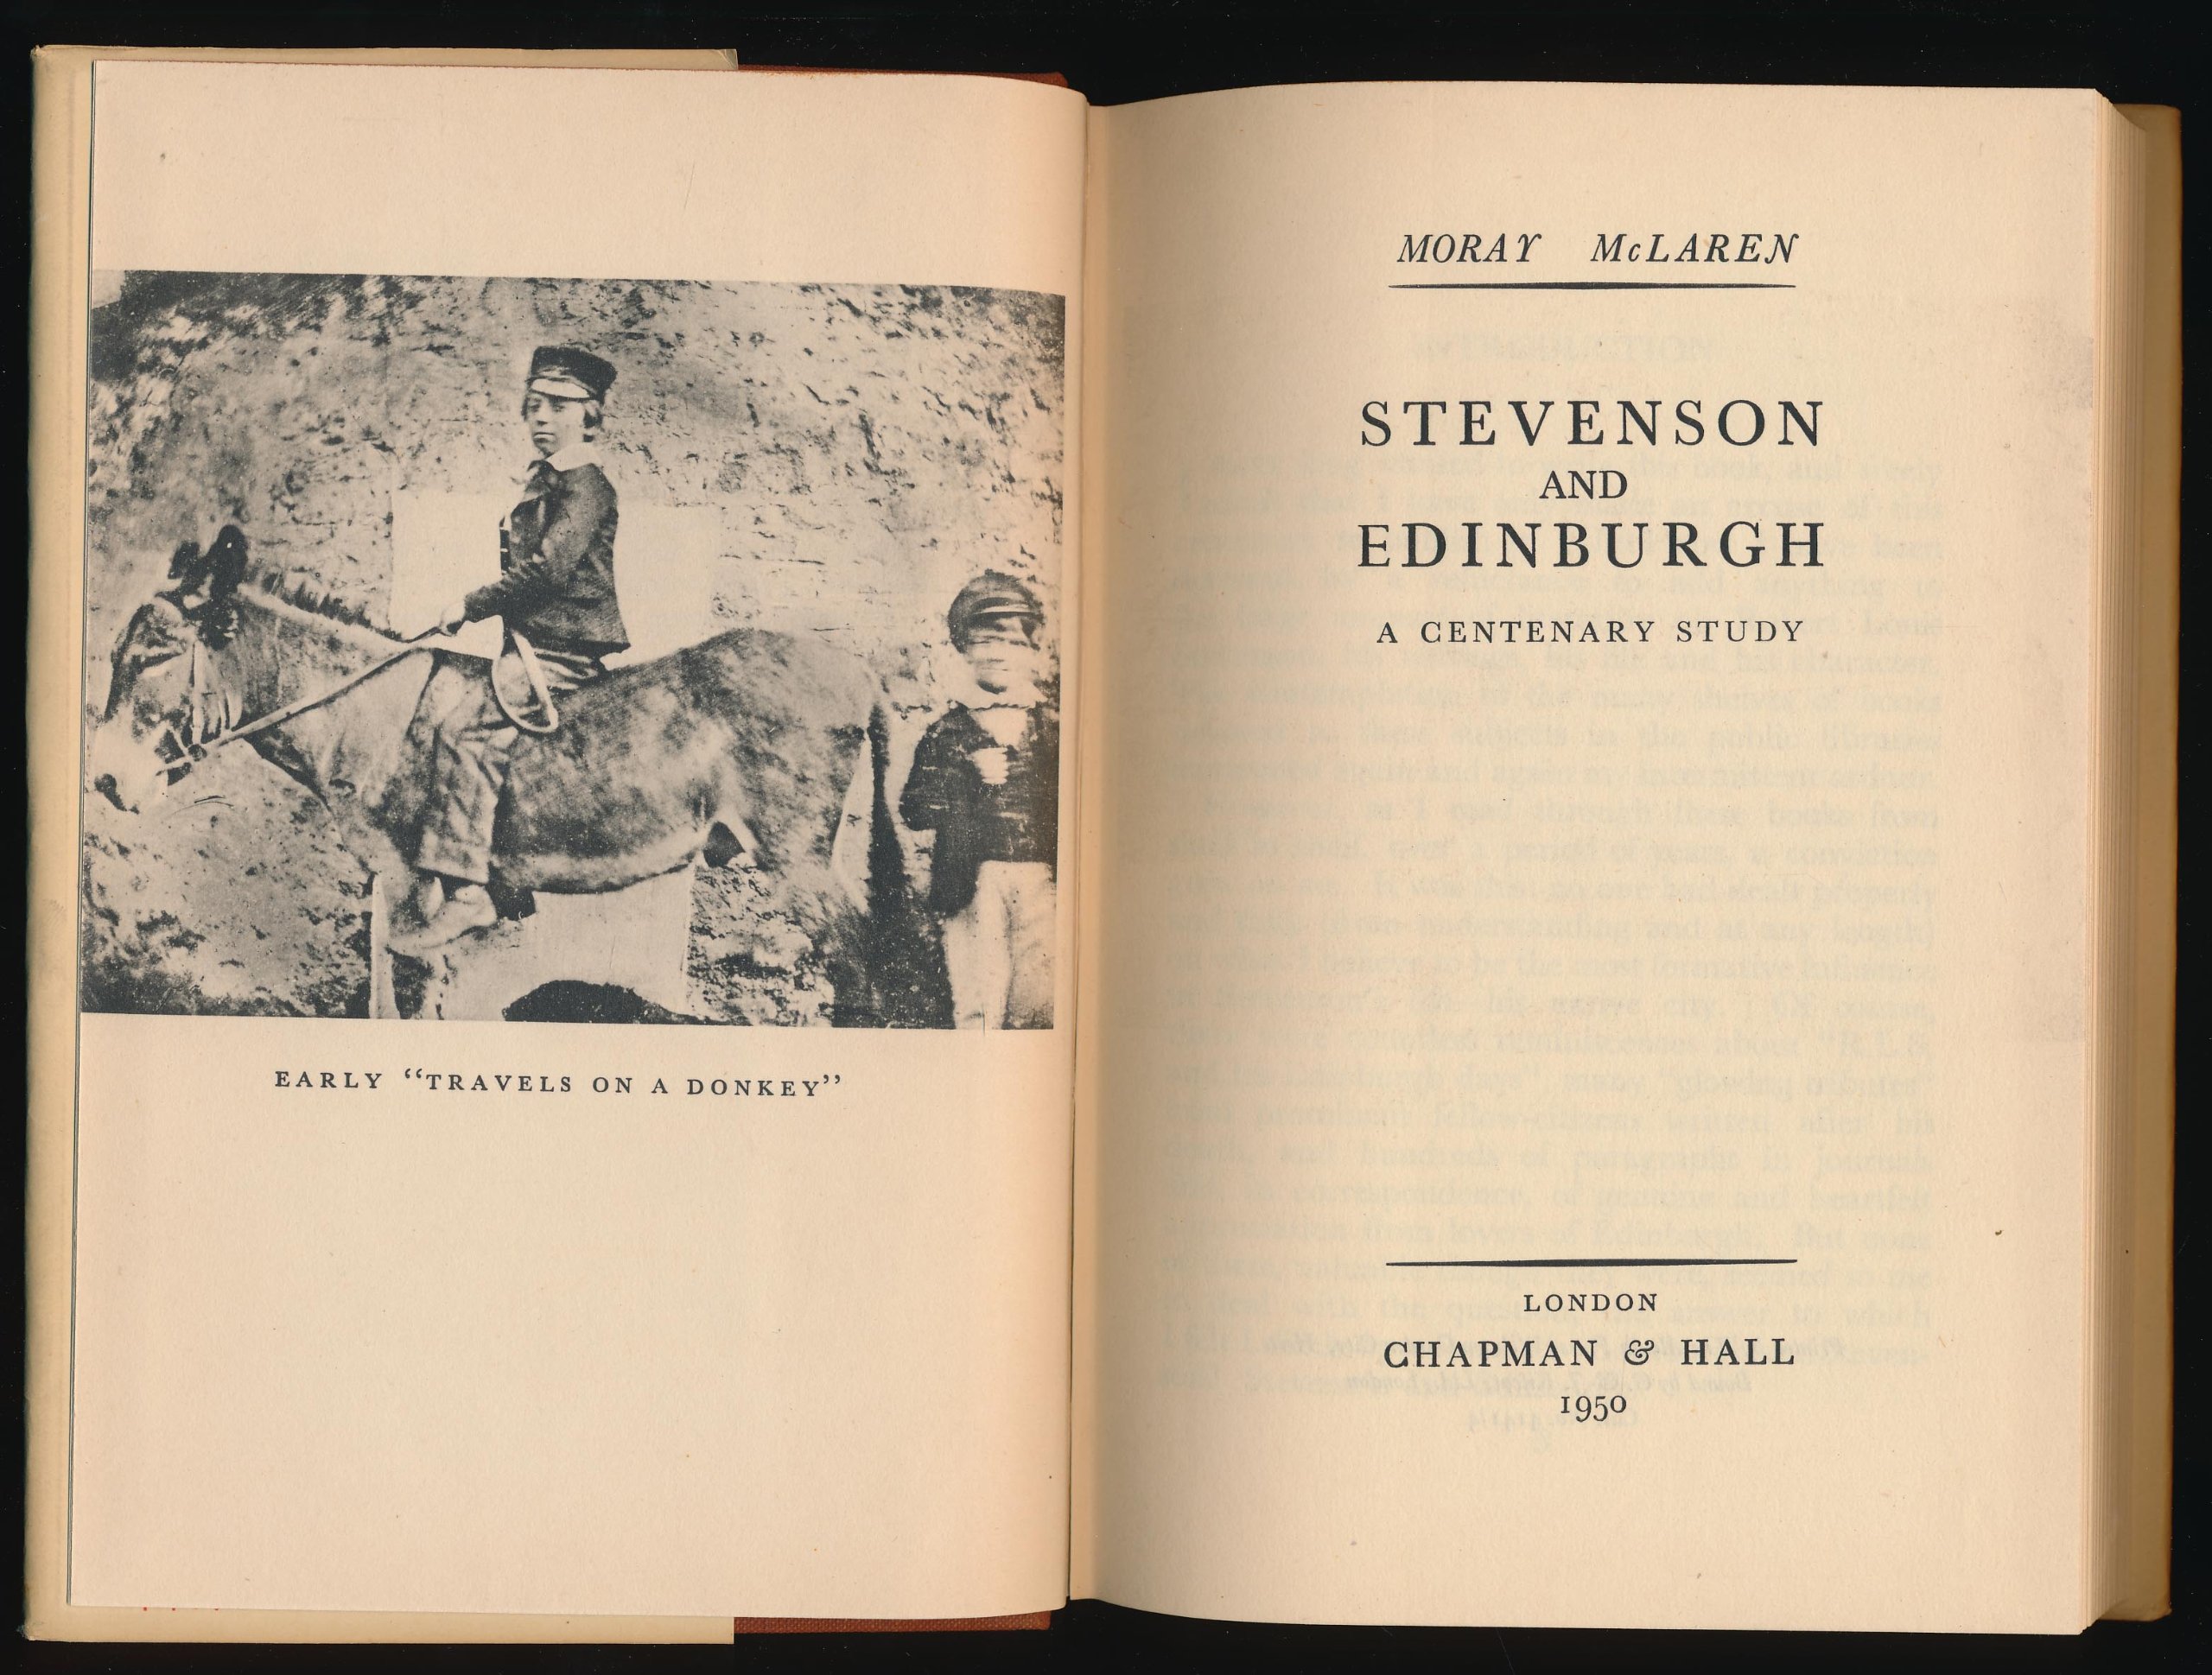 EARLY “TRAVELS ON A DONKEY”
MORAY McLAREN
STEVENSON
AND
EDINBURGH
A CENTENARY STUDY
LONDON
CHAPMAN & HALL
1950